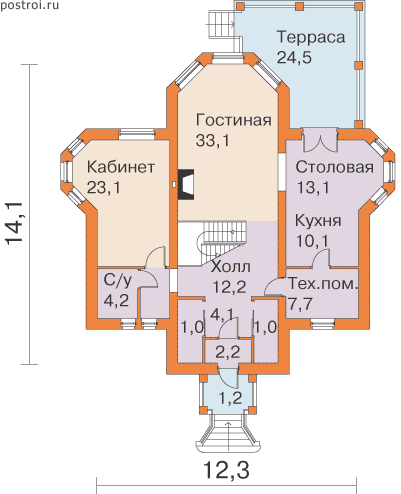 postroi.ru
Терраса
24,5
Гостиная
33,1
Кабинет
23,1
Столовая
13,1
Кухня
10,1
Холл
12,2
С/у
4,2
Тех.пом.
7,7
4,1
1,0
1,0
2,2
1,2
14,1
12,3